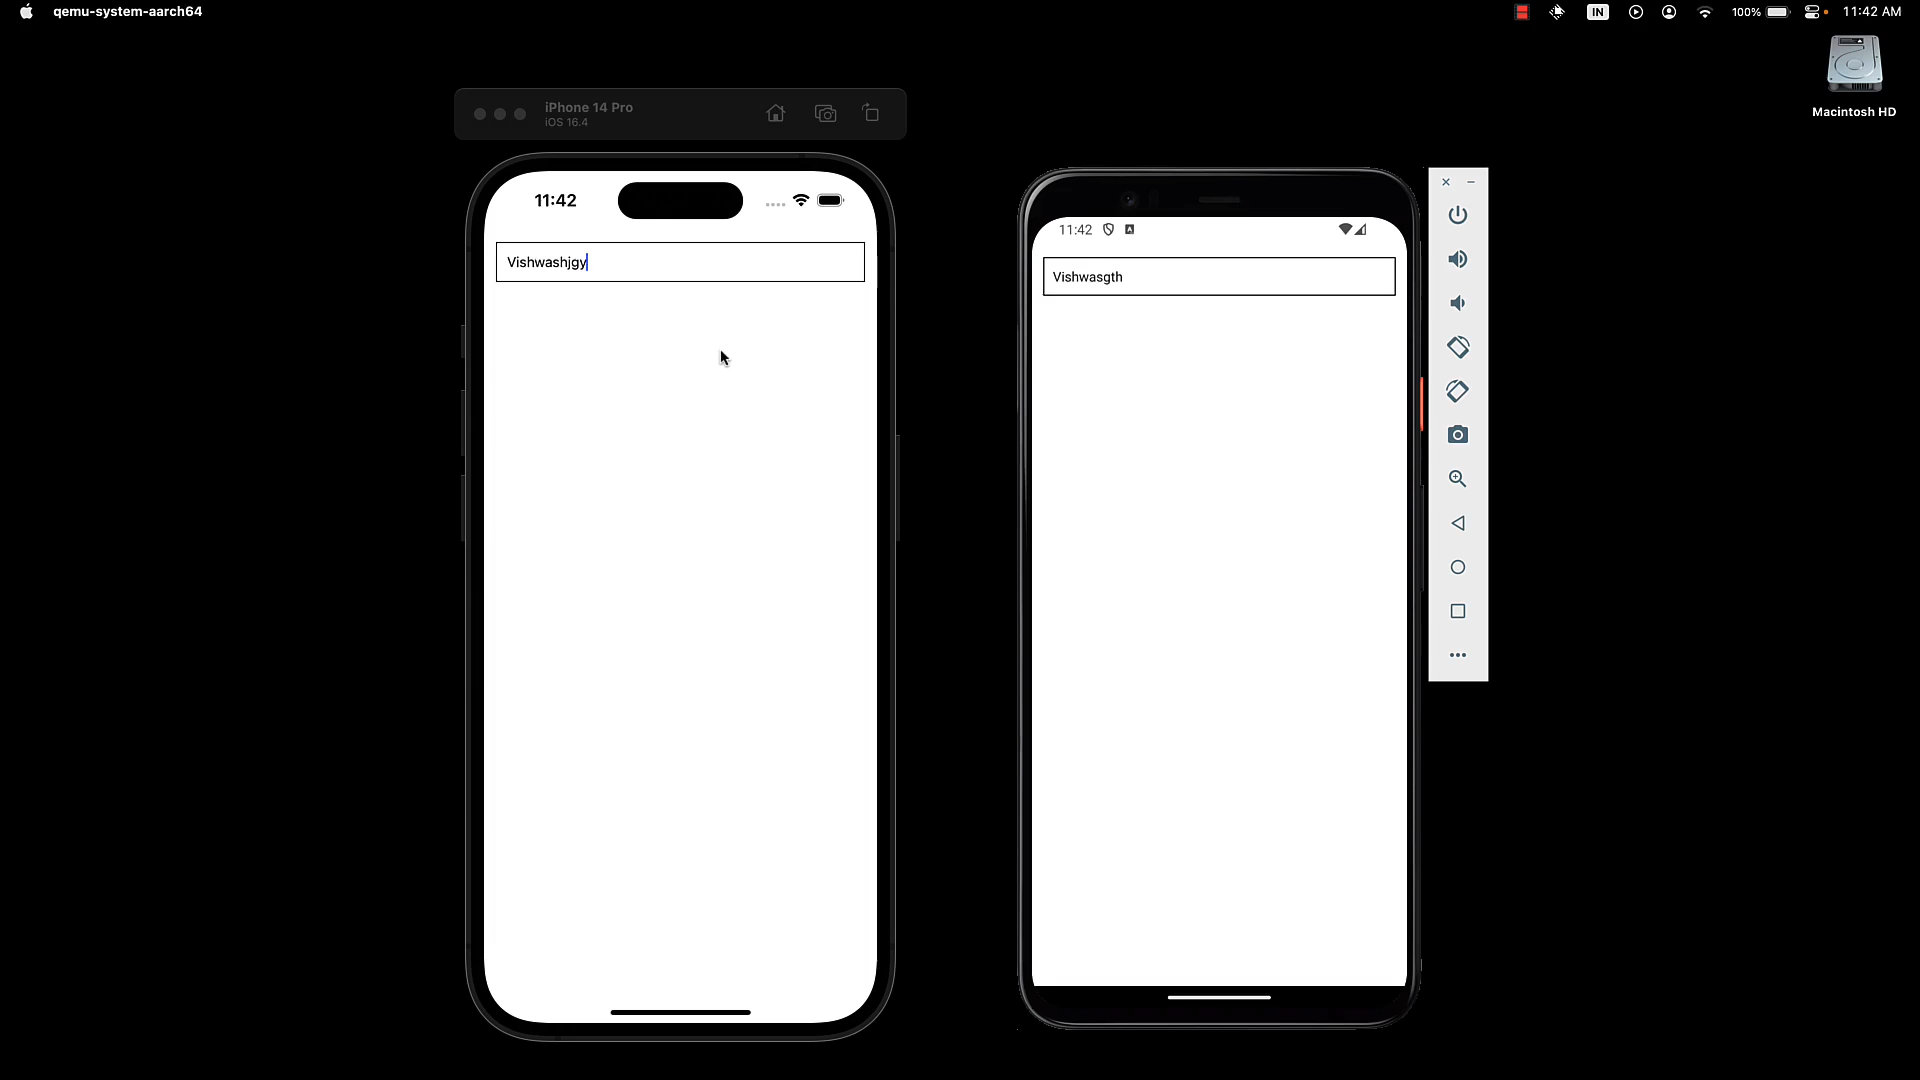 qemu-system-aarch64
IN
100%
11:42 AM
Macintosh HD
iPhone 14 Pro
iOS 16.4
11:42
Vishwashjgy
11:42
Vishwasgth